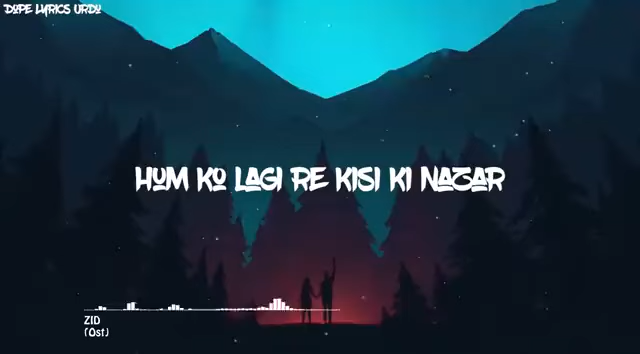 DOPE LYRICS URDU
HUM KO LAGI RE KISI KI NAZAR
ZID
(Ost)